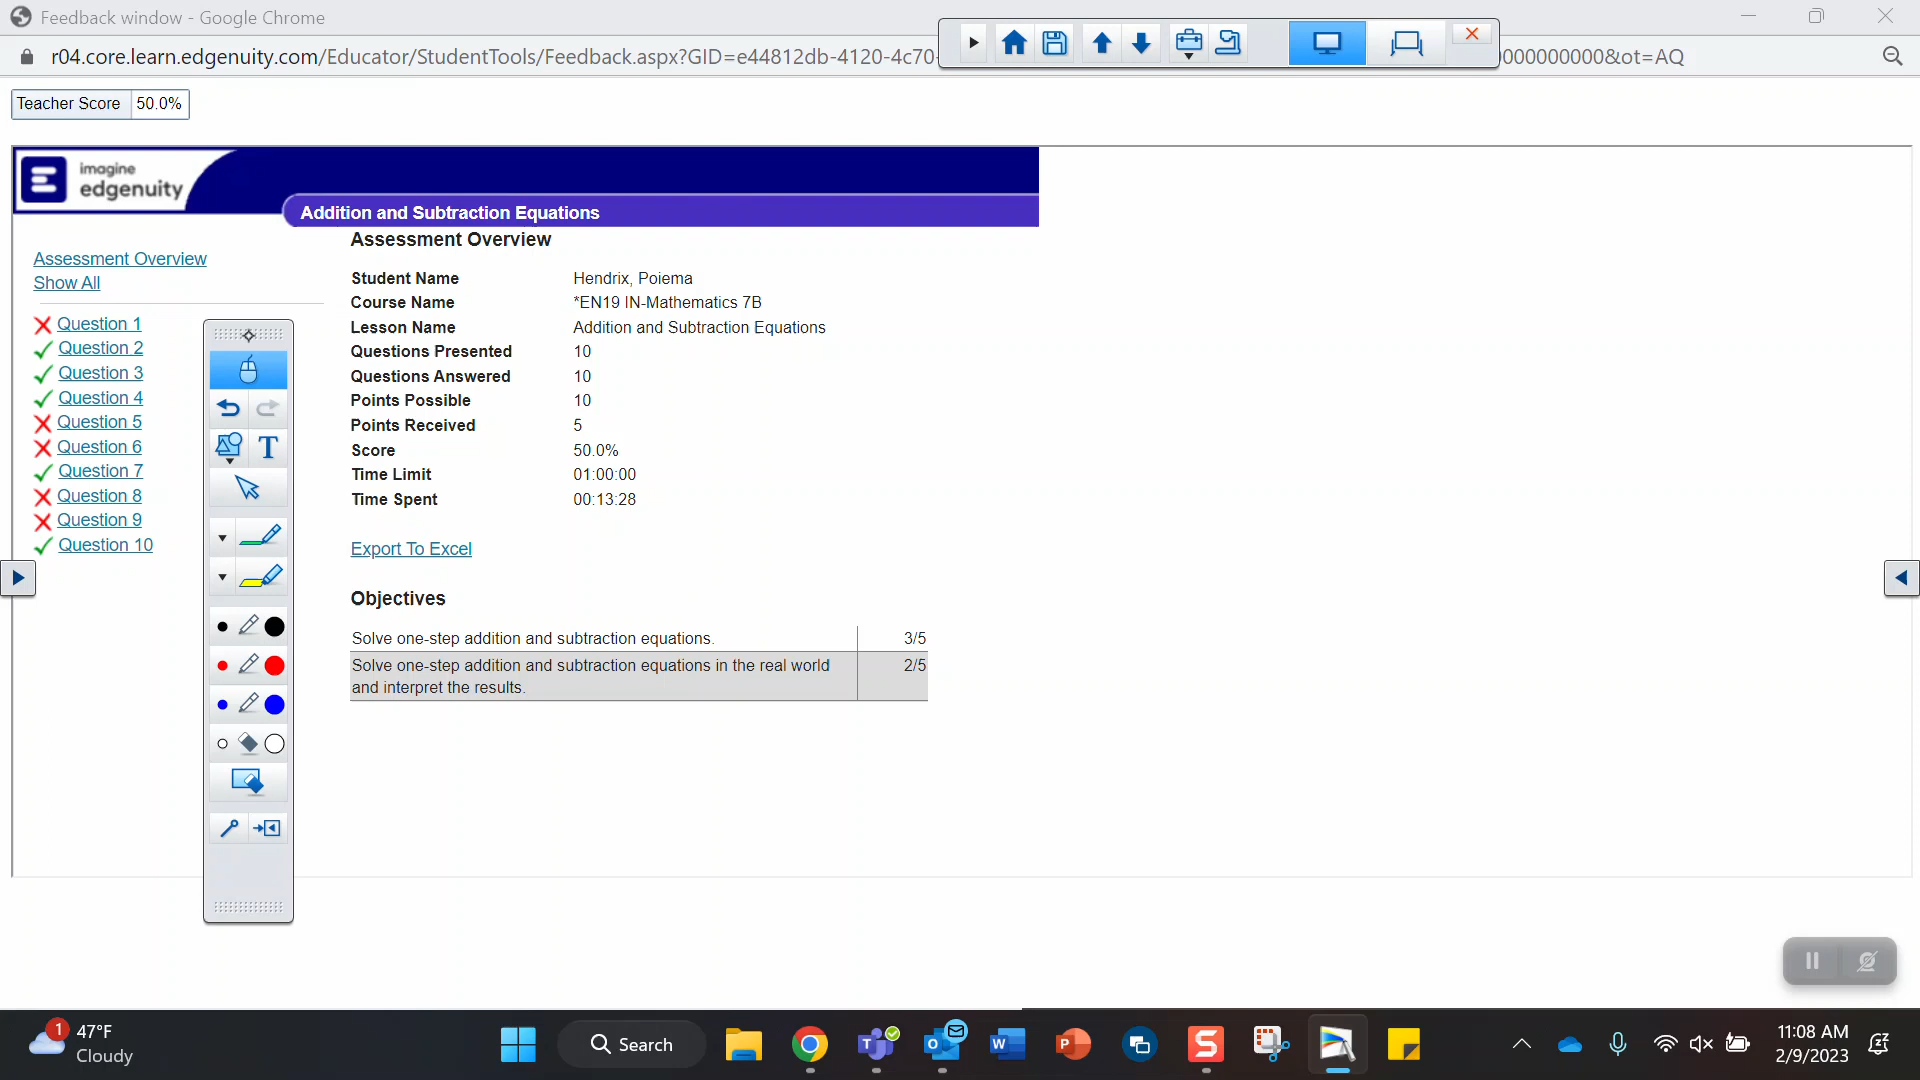 Feedback window - Google Chrome
r04.core.learn.edgenuity.com/Educator/StudentTools/Feedback.aspx?GID=e44812db-4120-4c70-
000000000&ot=AQ
Teacher Score 50.0%
imagine
edgenuity
Addition and Subtraction Equations
Assessment Overview
Show All
Question 1
Question 2
Question 3
Question 4
Question 5
Question 6
Question 7
Question 8
Question 9
Question 10
T
Assessment Overview
Student Name Hendrix, Poiema
Course Name *EN19 IN-Mathematics 7B
Lesson Name Addition and Subtraction Equations
Questions Presented 10
Questions Answered 10
Points Possible 10
Points Received 5
Score 50.0%
Time Limit 01:00:00
Time Spent 00:13:28
Export To Excel
Objectives
Solve one-step addition and subtraction equations. 3/5
Solve one-step addition and subtraction equations in the real world 2/5
and interpret the results.
1
47°F
Cloudy
Search
11:08 AM
2/9/2023